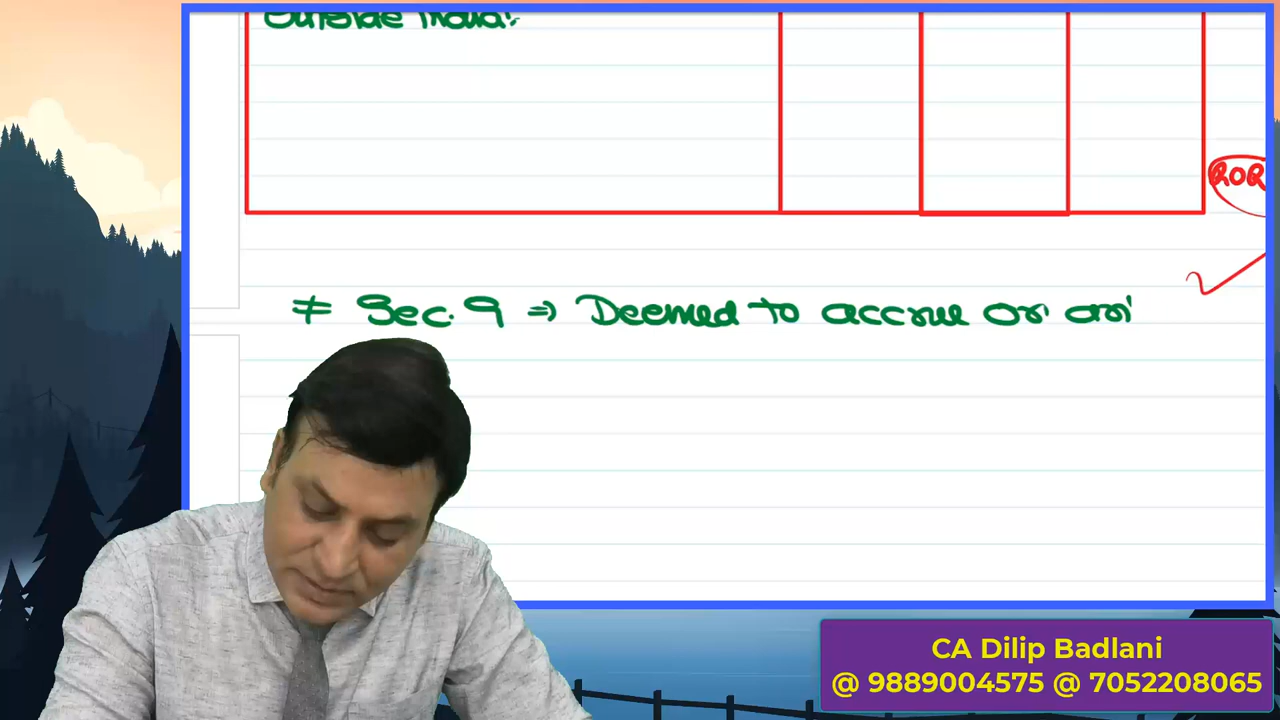 Outside India.
ROR
# Sec. 9 ⇒ Deemed to accrue or ari
CA Dilip Badlani
@ 9889004575 @ 7052208065